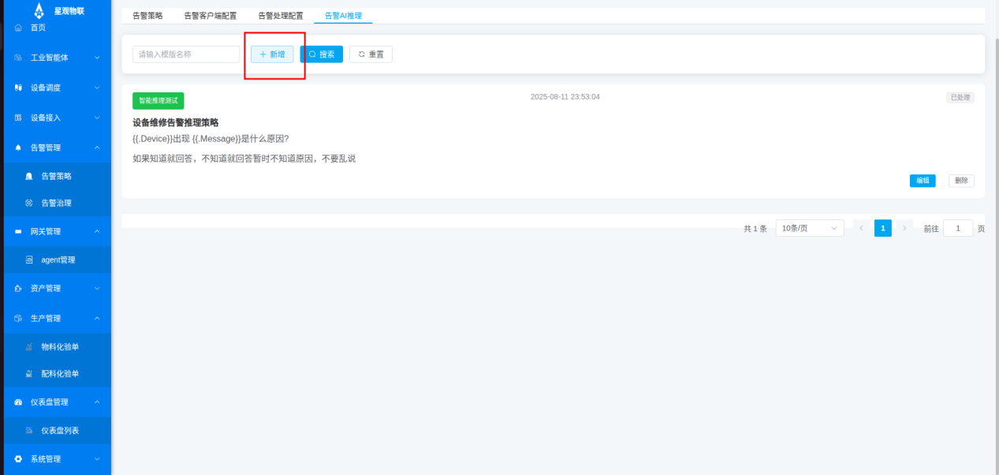 星观物联
首页
工业智能体
设备调度
设备接入
告警管理
告警策略
告警治理
网关管理
agent管理
资产管理
生产管理
物料化验单
配料化验单
仪表盘管理
仪表盘列表
系统管理
告警策略 告警客户端配置 告警处理配置 告警AI推理
请输入模版名称 新增 搜索 重置
智能推理测试 2025-08-11 23:53:04 已处理
设备维修告警推理策略
{{.Device}}出现 {{.Message}}是什么原因?
如果知道就回答，不知道就回答暂时不知道原因，不要乱说
编辑 删除
共 1 条 10条/页 1 前往 1 页